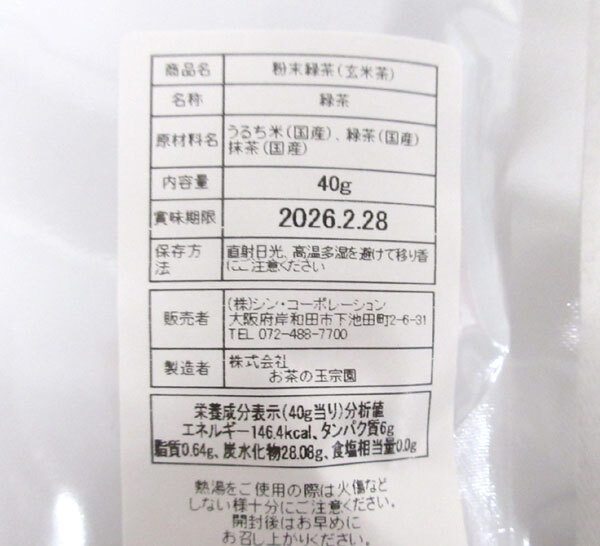 商品名 粉末緑茶(玄米茶)
名称 緑茶
原材料名 うるち米(国産)、緑茶(国産)
抹茶(国産)
内容量 40g
賞味期限 2026.2.28
保存方法 直射日光、高温多湿を避けて移り香
にご注意ください
販売者 (株)シン・コーポレーション
大阪府岸和田市下池田町2-6-31
TEL 072-488-7700
製造者 株式会社
お茶の玉宗園
栄養成分表示(40g当り)分析値
エネルギー146.4kcal、タンパク質6g
脂質0.64g、炭水化物28.08g、食塩相当量0.0g
熱湯をご使用の際は火傷など
しない様十分にご注意ください。
開封後はお早めに
お召し上がりください。